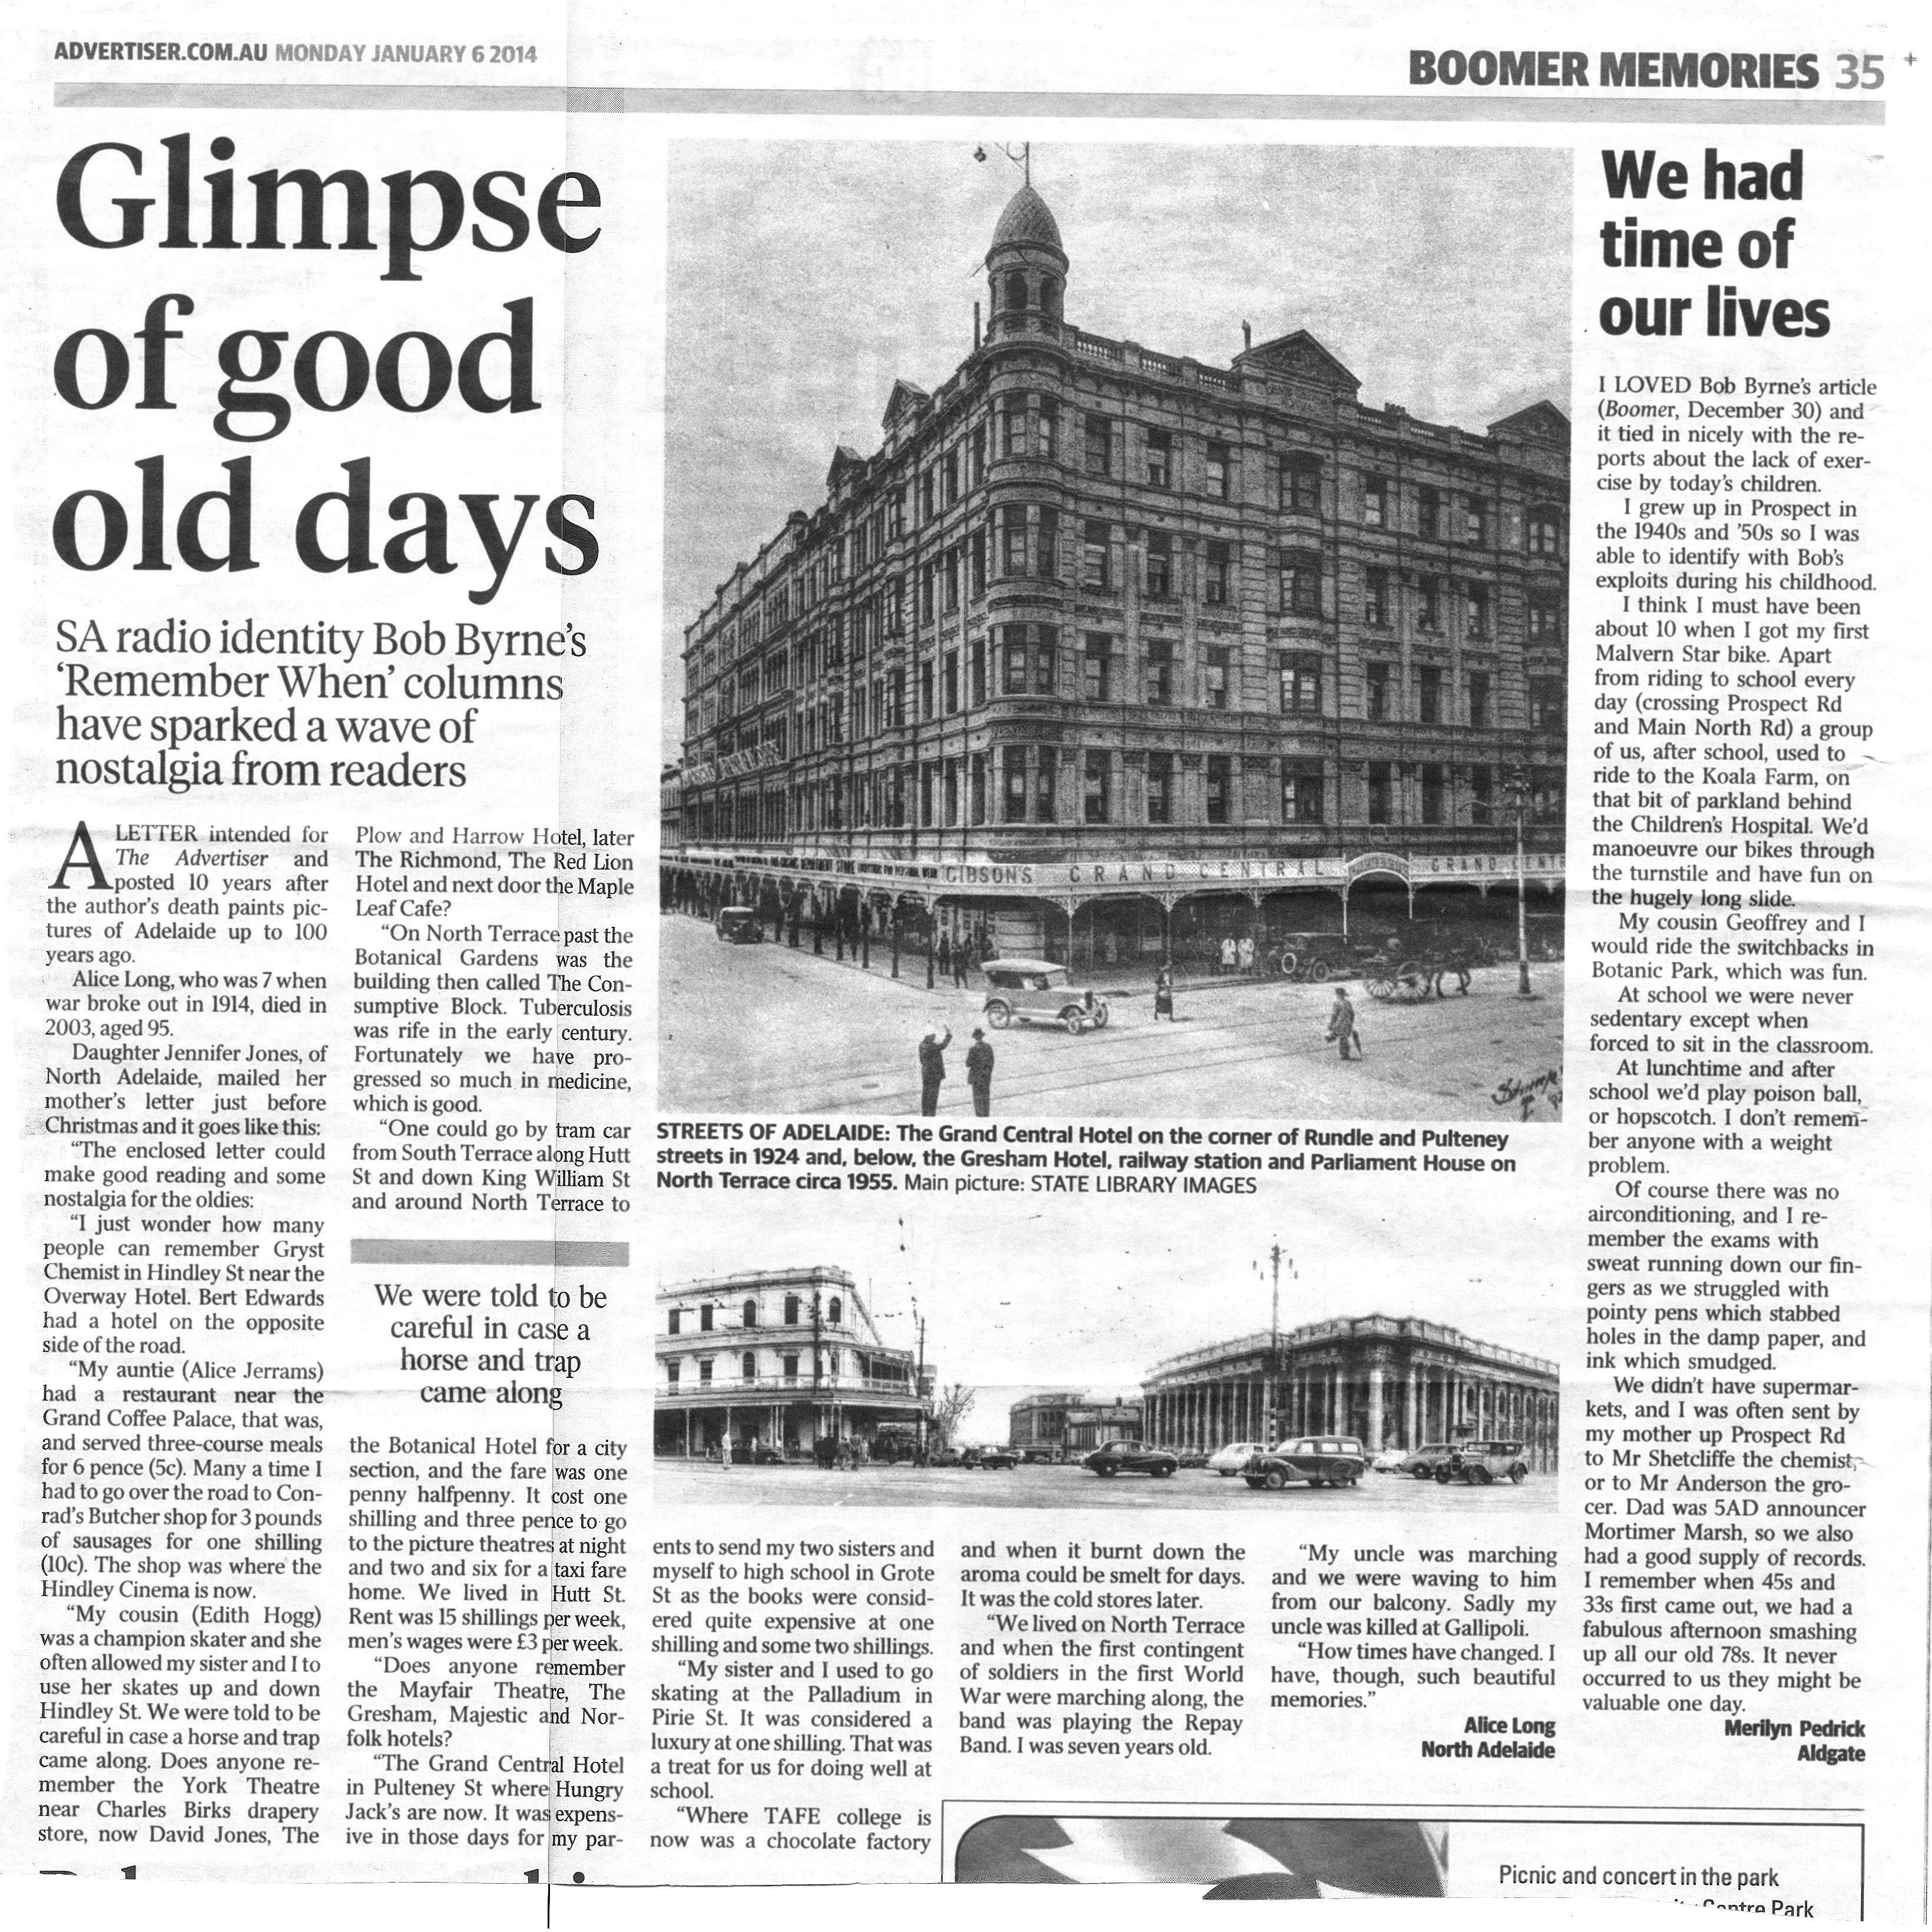 ADVERTISER.COM.AU MONDAY JANUARY 6 2014
BOOMER MEMORIES 35
Glimpse
of good
old days
SA radio identity Bob Byrne's
'Remember When' columns
have sparked a wave of
nostalgia from readers
A LETTER intended for
The Advertiser and
posted 10 years after
the author's death paints pic-
tures of Adelaide up to 100
years ago.
Alice Long, who was 7 when
war broke out in 1914, died in
2003, aged 95.
Daughter Jennifer Jones, of
North Adelaide, mailed her
mother's letter just before
Christmas and it goes like this:
"The enclosed letter could
make good reading and some
nostalgia for the oldies:
"I just wonder how many
people can remember Gryst
Chemist in Hindley St near the
Overway Hotel. Bert Edwards
had a hotel on the opposite
side of the road.
"My auntie (Alice Jerrams)
had a restaurant near the
Grand Coffee Palace, that was,
and served three-course meals
for 6 pence (5c). Many a time I
had to go over the road to Con-
rad's Butcher shop for 3 pounds
of sausages for one shilling
(10c). The shop was where the
Hindley Cinema is now.
"My cousin (Edith Hogg)
was a champion skater and she
often allowed my sister and I to
use her skates up and down
Hindley St. We were told to be
careful in case a horse and trap
came along. Does anyone re-
member the York Theatre
near Charles Birks drapery
store, now David Jones, The
Plow and Harrow Hotel, later
The Richmond, The Red Lion
Hotel and next door the Maple
Leaf Cafe?
"On North Terrace past the
Botanical Gardens was the
building then called The Con-
sumptive Block. Tuberculosis
was rife in the early century.
Fortunately we have pro-
gressed so much in medicine,
which is good.
"One could go by tram car
from South Terrace along Hutt
St and down King William St
and around North Terrace to
We were told to be
careful in case a
horse and trap
came along
the Botanical Hotel for a city
section, and the fare was one
penny halfpenny. It cost one
shilling and three pence to go
to the picture theatres at night
and two and six for a taxi fare
home. We lived in Hutt St.
Rent was 15 shillings per week,
men's wages were £3 per week.
"Does anyone remember
the Mayfair Theatre, The
Gresham, Majestic and Nor-
folk hotels?
"The Grand Central Hotel
in Pulteney St where Hungry
Jack's are now. It was expens-
ive in those days for my par-
GIBSON'S GRAND CENTRAL GRAND CENT
STREETS OF ADELAIDE: The Grand Central Hotel on the corner of Rundle and Pulteney
streets in 1924 and, below, the Gresham Hotel, railway station and Parliament House on
North Terrace circa 1955. Main picture: STATE LIBRARY IMAGES
ents to send my two sisters and
myself to high school in Grote
St as the books were consid-
ered quite expensive at one
shilling and some two shillings.
"My sister and I used to go
skating at the Palladium in
Pirie St. It was considered a
luxury at one shilling. That was
a treat for us for doing well at
school.
"Where TAFE college is
now was a chocolate factory
and when it burnt down the
aroma could be smelt for days.
It was the cold stores later.
"We lived on North Terrace
and when the first contingent
of soldiers in the first World
War were marching along, the
band was playing the Repay
Band. I was seven years old.
"My uncle was marching
and we were waving to him
from our balcony. Sadly my
uncle was killed at Gallipoli.
"How times have changed. I
have, though, such beautiful
memories."
Alice Long
North Adelaide
We had
time of
our lives
I LOVED Bob Byrne's article
(Boomer, December 30) and
it tied in nicely with the re-
ports about the lack of exer-
cise by today's children.
I grew up in Prospect in
the 1940s and '50s so I was
able to identify with Bob's
exploits during his childhood.
I think I must have been
about 10 when I got my first
Malvern Star bike. Apart
from riding to school every
day (crossing Prospect Rd
and Main North Rd) a group
of us, after school, used to
ride to the Koala Farm, on
that bit of parkland behind
the Children's Hospital. We'd
manoeuvre our bikes through
the turnstile and have fun on
the hugely long slide.
My cousin Geoffrey and I
would ride the switchbacks in
Botanic Park, which was fun.
At school we were never
sedentary except when
forced to sit in the classroom.
At lunchtime and after
school we'd play poison ball,
or hopscotch. I don't remem-
ber anyone with a weight
problem.
Of course there was no
airconditioning, and I re-
member the exams with
sweat running down our fin-
gers as we struggled with
pointy pens which stabbed
holes in the damp paper, and
ink which smudged.
We didn't have supermar-
kets, and I was often sent by
my mother up Prospect Rd
to Mr Shetcliffe the chemist,
or to Mr Anderson the gro-
cer. Dad was 5AD announcer
Mortimer Marsh, so we also
had a good supply of records.
I remember when 45s and
33s first came out, we had a
fabulous afternoon smashing
up all our old 78s. It never
occurred to us they might be
valuable one day.
Merilyn Pedrick
Aldgate
Picnic and concert in the park
Centre Park